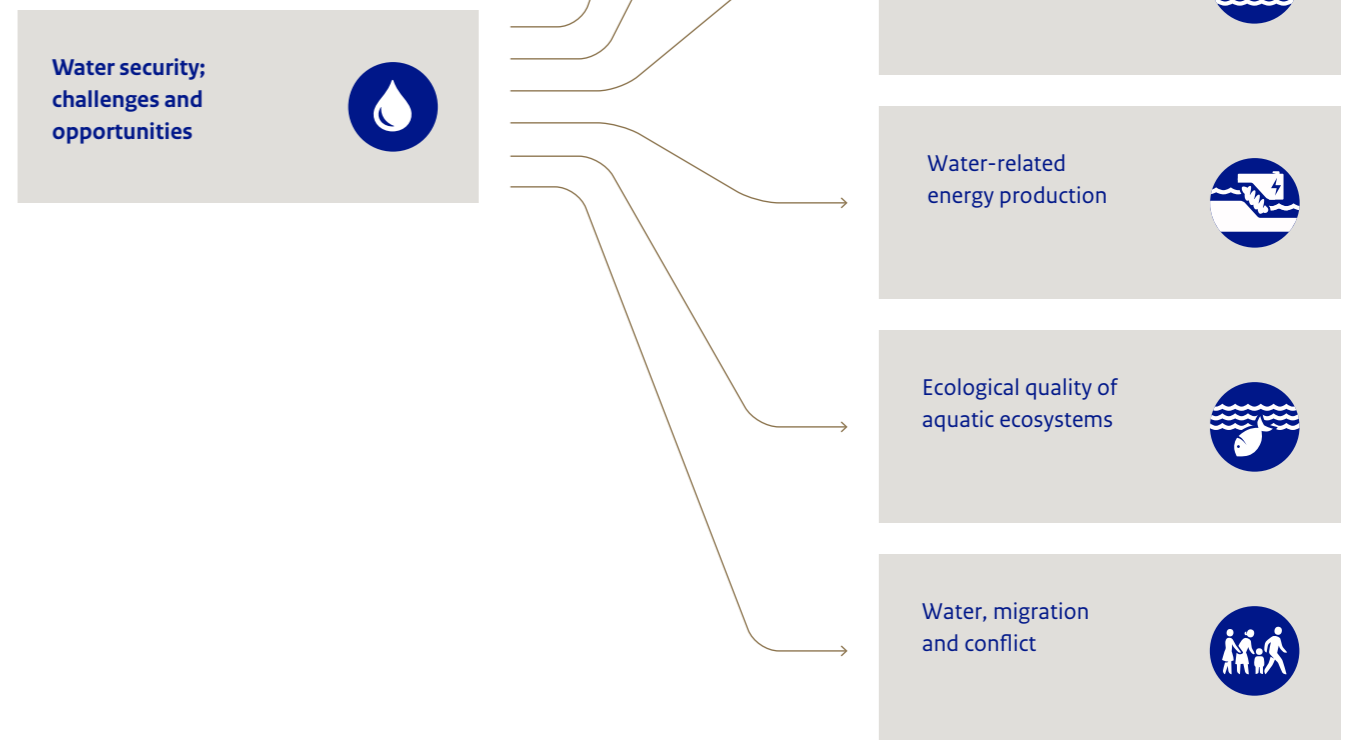 Water security;
challenges and
opportunities
Water-related
energy production
Ecological quality of
aquatic ecosystems
Water, migration
and conflict